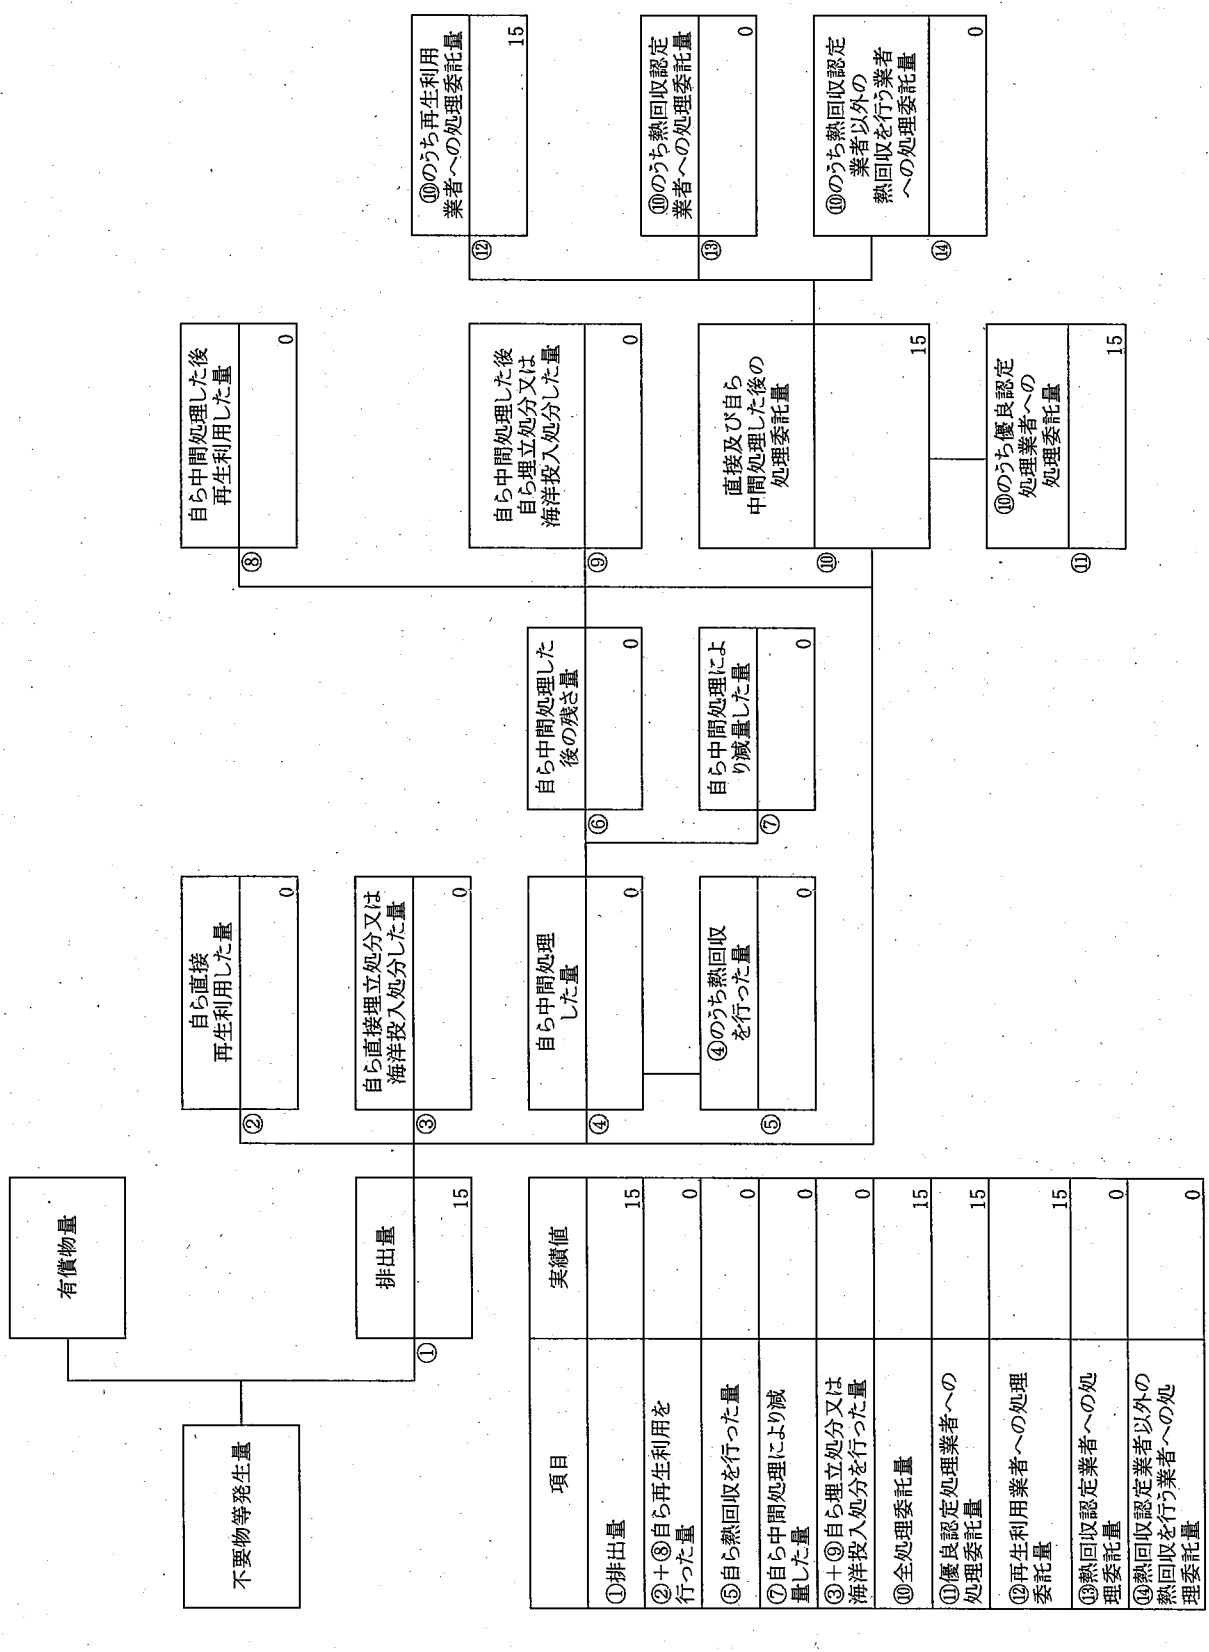 不要物等発生量
有償物量
①
排出量
15
②
自ら直接
再生利用した量
0
③
自ら直接埋立処分又は
海洋投入処分した量
0
④
自ら中間処理
した量
0
⑤
④のうち熱回収
を行った量
0
⑥
自ら中間処理した
後の残さ量
0
⑦
自ら中間処理によ
り減量した量
0
⑧
自ら中間処理した後
再生利用した量
0
⑨
自ら中間処理した後
自ら埋立処分又は
海洋投入処分した量
0
⑩
直接及び自ら
中間処理した後の
処理委託量
15
⑪
⑩のうち優良認定
処理業者への
処理委託量
15
⑫
⑩のうち再生利用
業者への処理委託量
15
⑬
⑩のうち熱回収認定
業者への処理委託量
0
⑭
⑩のうち熱回収認定
業者以外の
熱回収を行う業者
への処理委託量
0
項目 実績値
①排出量 15
②+⑧自ら再生利用を
行った量 0
⑤自ら熱回収を行った量 0
⑦自ら中間処理により減
量した量 0
③+⑨自ら埋立処分又は
海洋投入処分を行った量 0
⑩全処理委託量 15
⑪優良認定処理業者への
処理委託量 15
⑫再生利用業者への処理
委託量 15
⑬熱回収認定業者への処
理委託量 0
⑭熱回収認定業者以外の
熱回収を行う業者への処
理委託量 0